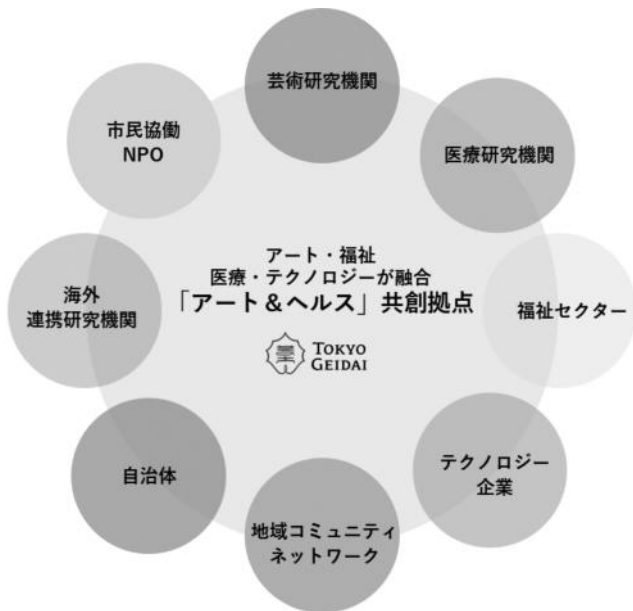 芸術研究機関
医療研究機関
福祉セクター
テクノロジー
企業
地域コミュニティ
ネットワーク
自治体
海外
連携研究機関
市民協働
NPO
アート・福祉
医療・テクノロジーが融合
「アート&ヘルス」共創拠点
TOKYO
GEIDAI